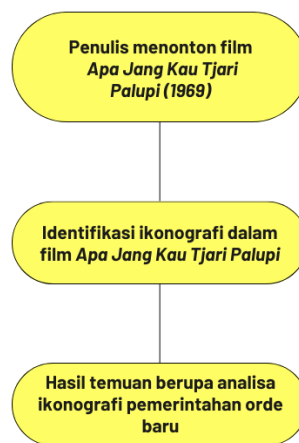 Penulis menonton film
Apa Jang Kau Tjari
Palupi (1969)
Identifikasi ikonografi dalam
film Apa Jang Kau Tjari Palupi
Hasil temuan berupa analisa
ikonografi pemerintahan orde
baru